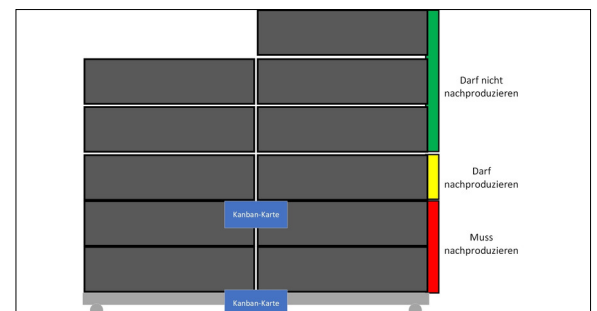 Darf nicht
nachproduzieren
Darf
nachproduzieren
Kanban-Karte
Muss
nachproduzieren
Kanban-Karte